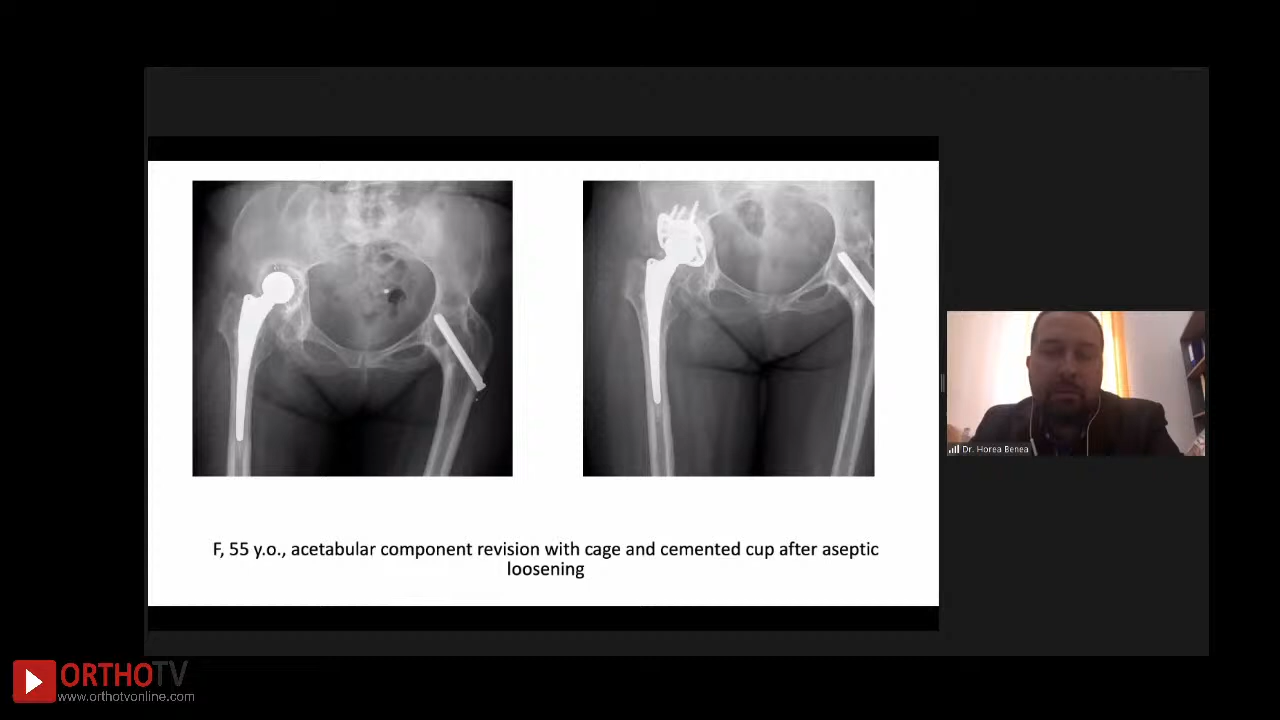 F, 55 y.o., acetabular component revision with cage and cemented cup after aseptic
loosening
Dr. Horea Benea
ORTHOTV
www.orthotvonline.com